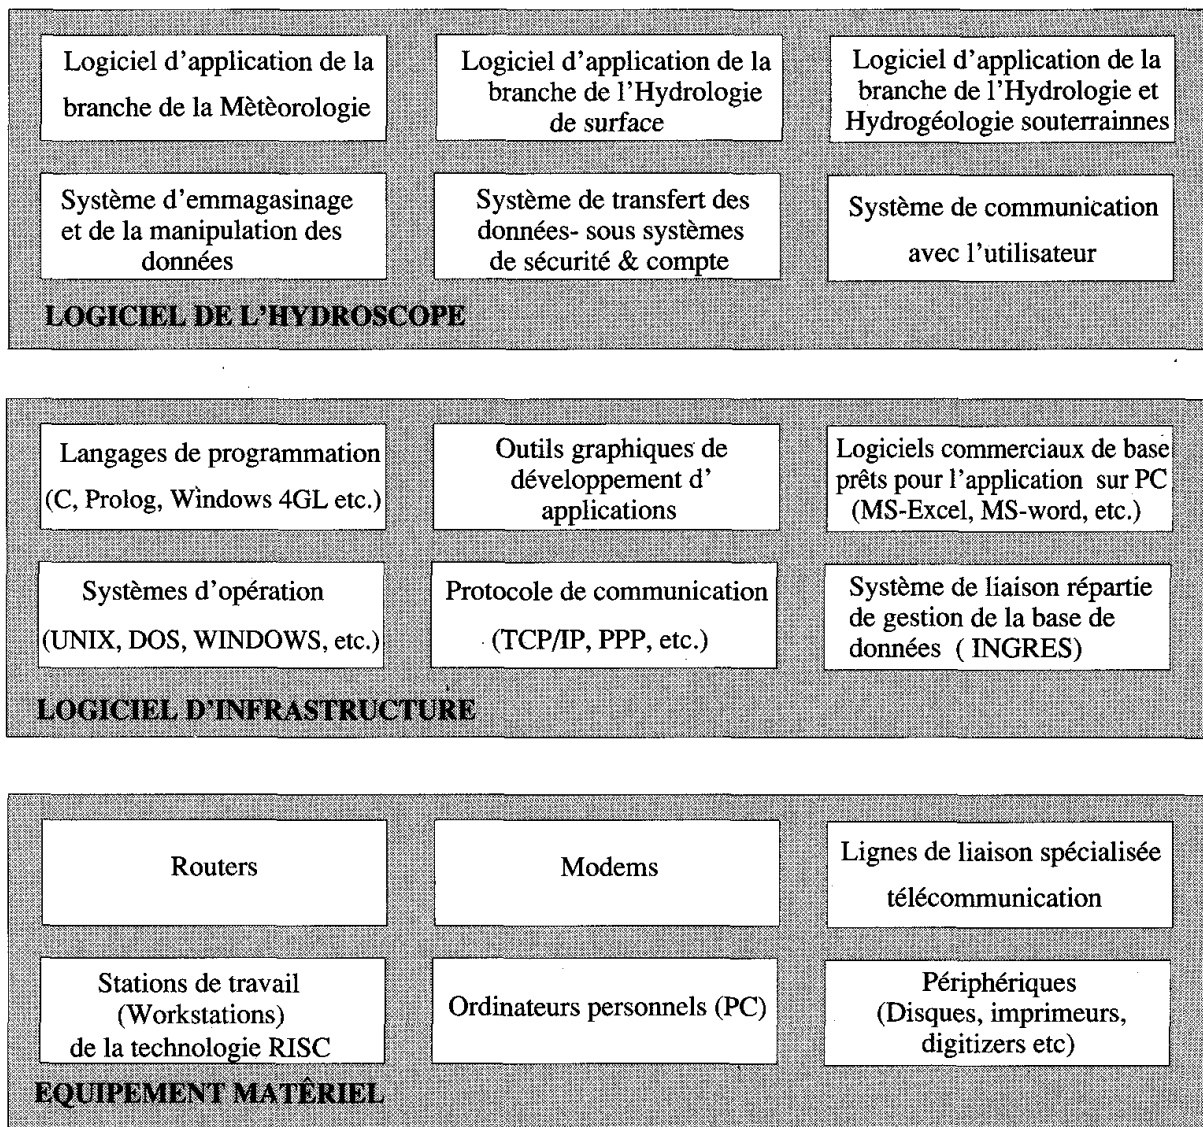 Logiciel d'application de la
branche de la Mètèorologie
Logiciel d'application de la
branche de l'Hydrologie
de surface
Logiciel d'application de la
branche de l'Hydrologie et
Hydrogéologie souterrainnes
Système d'emmagasinage
et de la manipulation des
données
Système de transfert des
données- sous systèmes
de sécurité & compte
Système de communication
avec l'utilisateur
LOGICIEL DE L'HYDROSCOPE
Langages de programmation
(C, Prolog, Windows 4GL etc.)
Outils graphiques de
développement d'
applications
Logiciels commerciaux de base
prêts pour l'application sur PC
(MS-Excel, MS-word, etc.)
Systèmes d'opération
(UNIX, DOS, WINDOWS, etc.)
Protocole de communication
(TCP/IP, PPP, etc.)
Système de liaison répartie
de gestion de la base de
données ( INGRES)
LOGICIEL D'INFRASTRUCTURE
Routers
Modems
Lignes de liaison spécialisée
télécommunication
Stations de travail
(Workstations)
de la technologie RISC
Ordinateurs personnels (PC)
Périphériques
(Disques, imprimeurs,
digitizers etc)
EQUIPEMENT MATÊRIEL